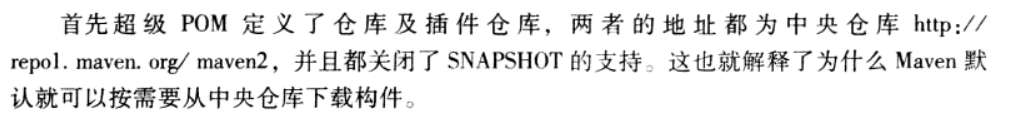 首先超级 POM 定义了仓库及插件仓库，两者的地址都为中央仓库 http://
repo1. maven. org/ maven2，并且都关闭了 SNAPSHOT 的支持。这也就解释了为什么 Maven 默
认就可以按需要从中央仓库下载构件。